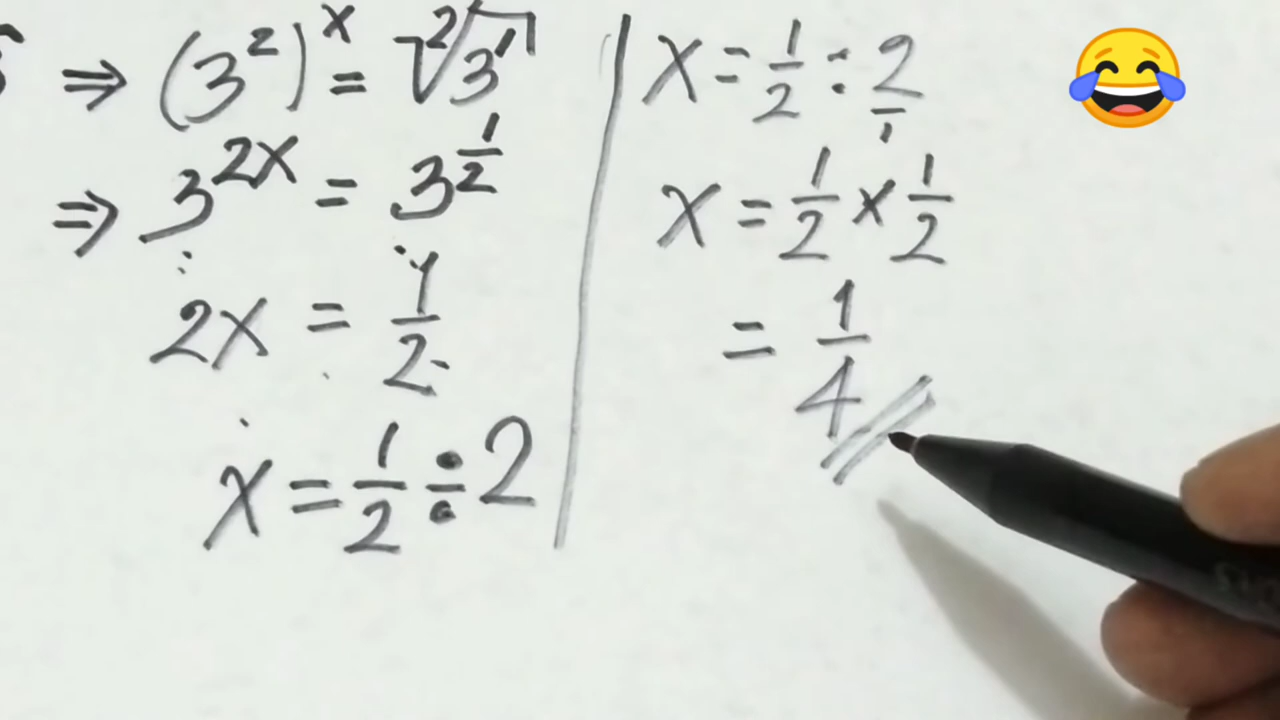 ⇒ (3²)ˣ = ²√3¹
⇒ 3²ˣ = 3^(1/2)
2x = 1/2
x = 1/2 ÷ 2
x = 1/2 ÷ 2/1
x = 1/2 × 1/2
= 1/4